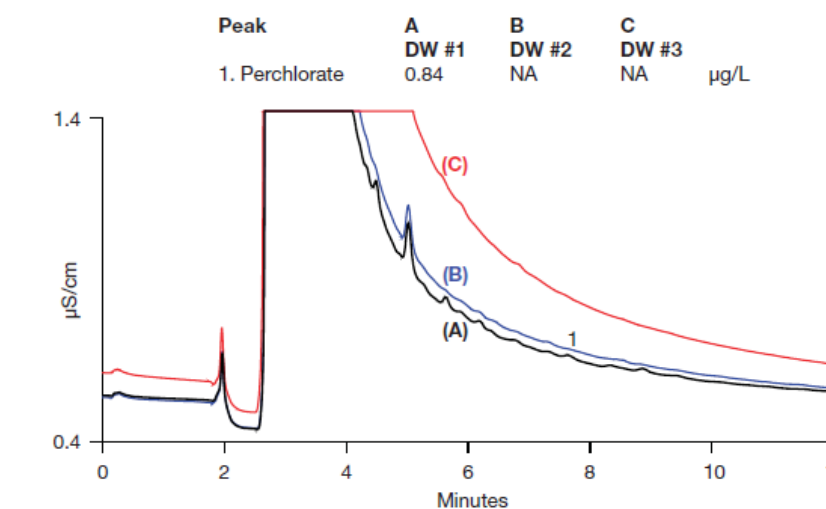 Peak A B C
DW #1 DW #2 DW #3
1. Perchlorate 0.84 NA NA µg/L
1.4
(C)
µS/cm
(B)
(A)
1
0.4
0 2 4 6 8 10
Minutes